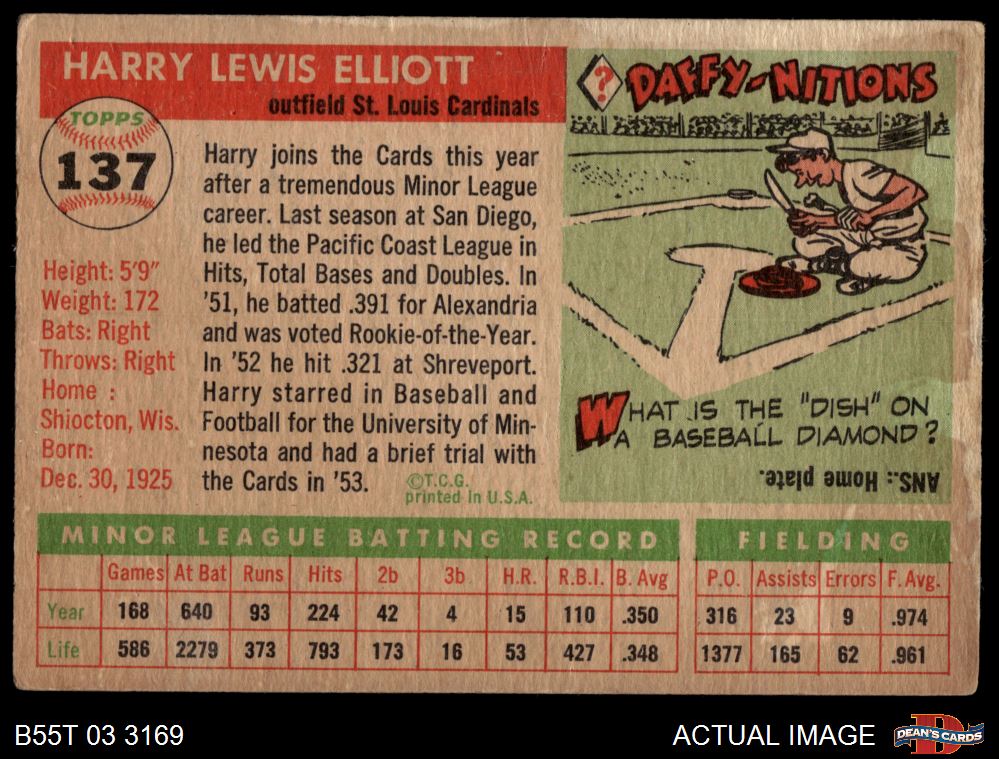 HARRY LEWIS ELLIOTT
outfield St. Louis Cardinals
TOPPS
137
Height: 5'9"
Weight: 172
Bats: Right
Throws: Right
Home :
Shiocton, Wis.
Born:
Dec. 30, 1925
Harry joins the Cards this year
after a tremendous Minor League
career. Last season at San Diego,
he led the Pacific Coast League in
Hits, Total Bases and Doubles. In
'51, he batted .391 for Alexandria
and was voted Rookie-of-the-Year.
In '52 he hit .321 at Shreveport.
Harry starred in Baseball and
Football for the University of Min-
nesota and had a brief trial with
the Cards in '53.
©T.C.G.
printed in U.S.A.
? DAFFY-NITIONS
WHAT IS THE "DISH" ON
A BASEBALL DIAMOND?
ANS.: Home plate.
MINOR LEAGUE BATTING RECORD FIELDING
Games At Bat Runs Hits 2b 3b H.R. R.B.I. B. Avg P.O. Assists Errors F. Avg.
Year 168 640 93 224 42 4 15 110 .350 316 23 9 .974
Life 586 2279 373 793 173 16 53 427 .348 1377 165 62 .961
B55T 03 3169
ACTUAL IMAGE
DEAN'S CARDS